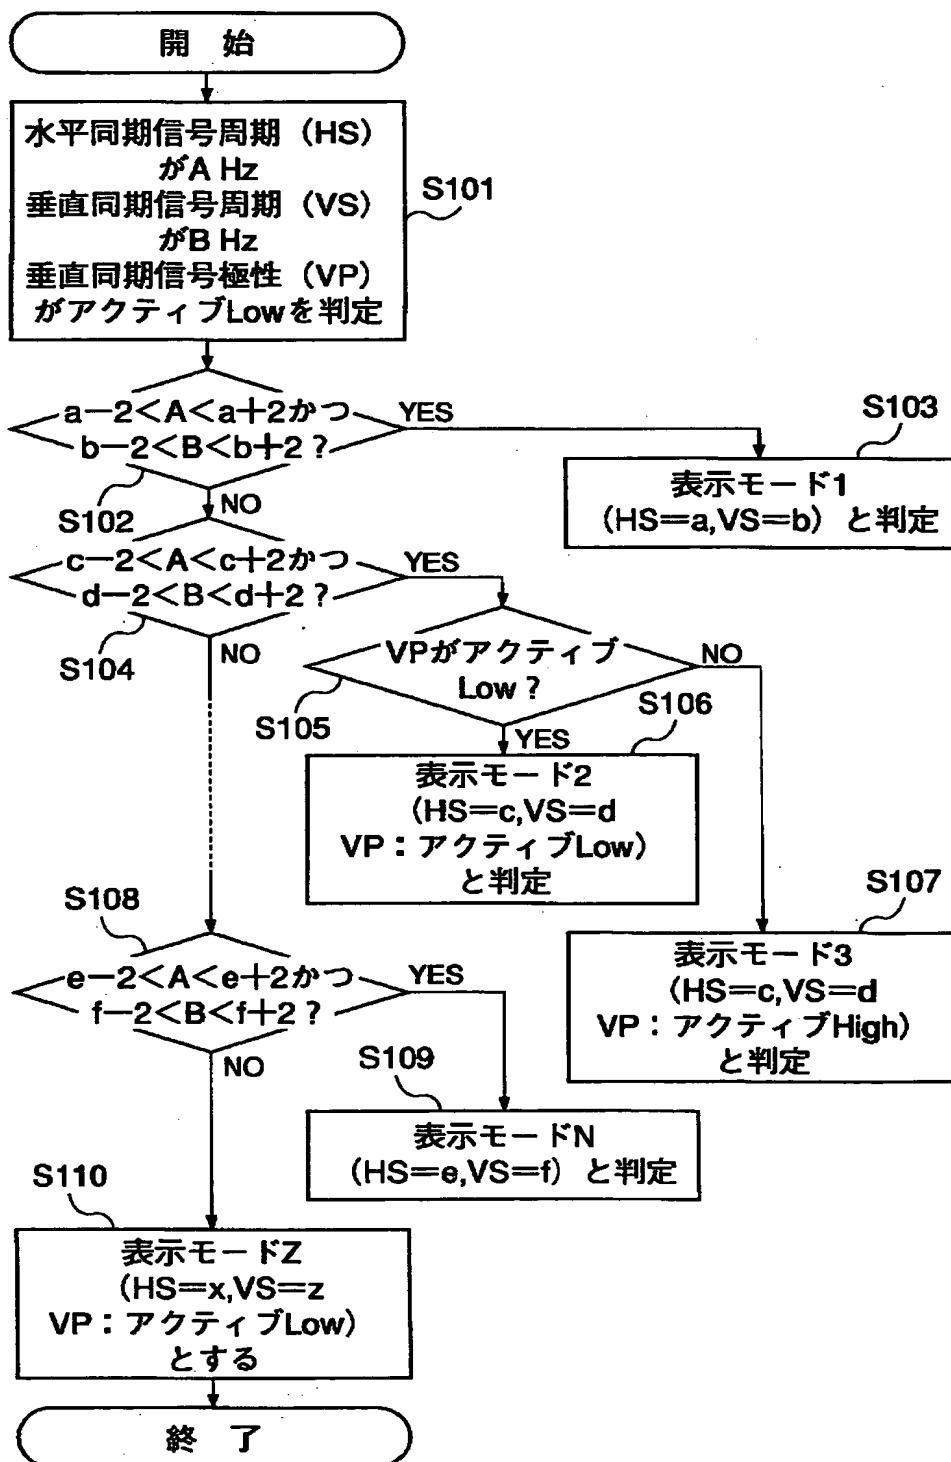 開 始
水平同期信号周期（HS）
がA Hz
垂直同期信号周期（VS）
がB Hz
垂直同期信号極性（VP）
がアクティブLowを判定
S101
a－2＜A＜a＋2かつ
b－2＜B＜b＋2？
YES
S102
NO
S103
表示モード1
（HS＝a,VS＝b）と判定
c－2＜A＜c＋2かつ
d－2＜B＜d＋2？
YES
S104
NO
VPがアクティブ
Low？
NO
S105
YES
S106
表示モード2
（HS＝c,VS＝d
VP：アクティブLow）
と判定
S107
表示モード3
（HS＝c,VS＝d
VP：アクティブHigh）
と判定
S108
e－2＜A＜e＋2かつ
f－2＜B＜f＋2？
YES
NO
S109
表示モードN
（HS＝e,VS＝f）と判定
S110
表示モードZ
（HS＝x,VS＝z
VP：アクティブLow）
とする
終 了